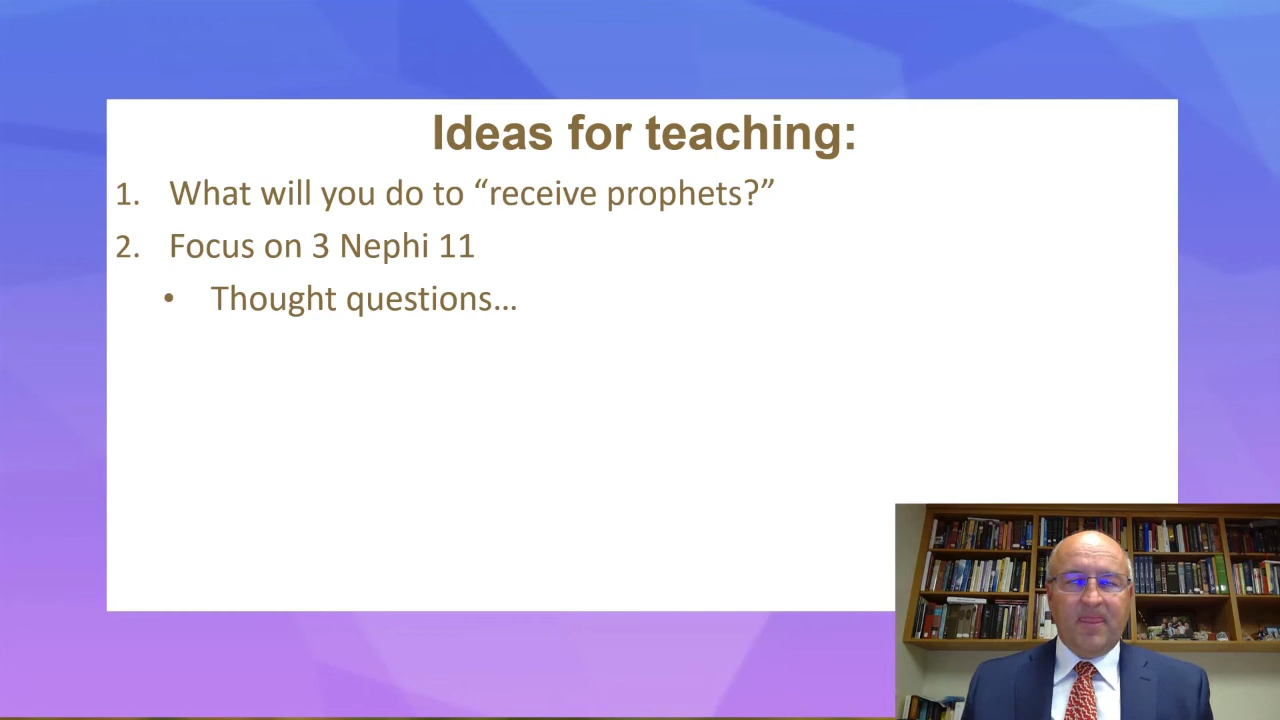 Ideas for teaching:
1. What will you do to “receive prophets?”
2. Focus on 3 Nephi 11
• Thought questions…